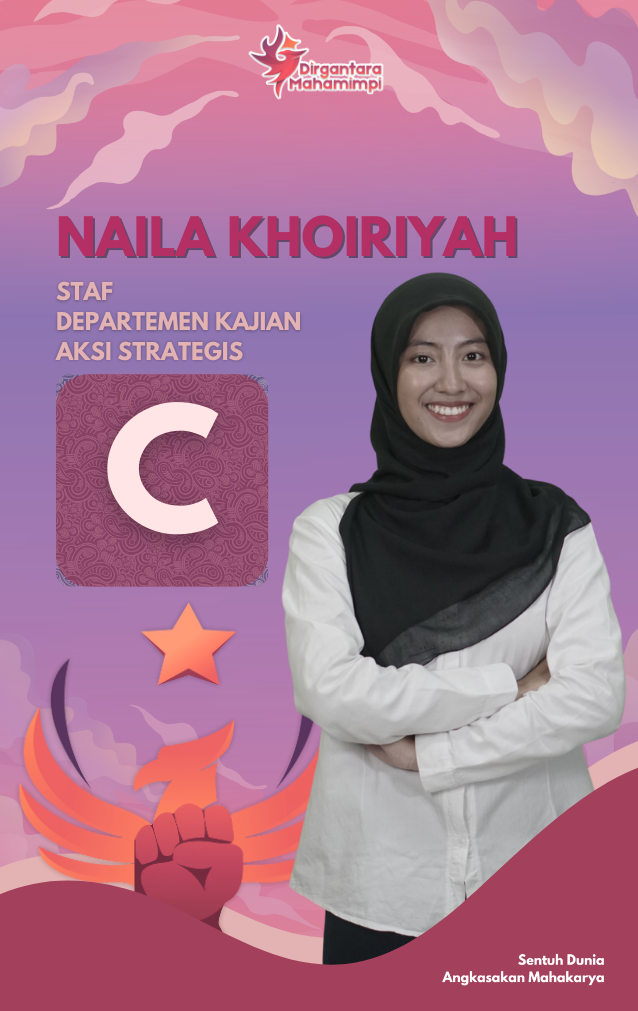 Dirgantara
Mahamimpi
NAILA KHOIRIYAH
STAF
DEPARTEMEN KAJIAN
AKSI STRATEGIS
C
Sentuh Dunia
Angkasakan Mahakarya